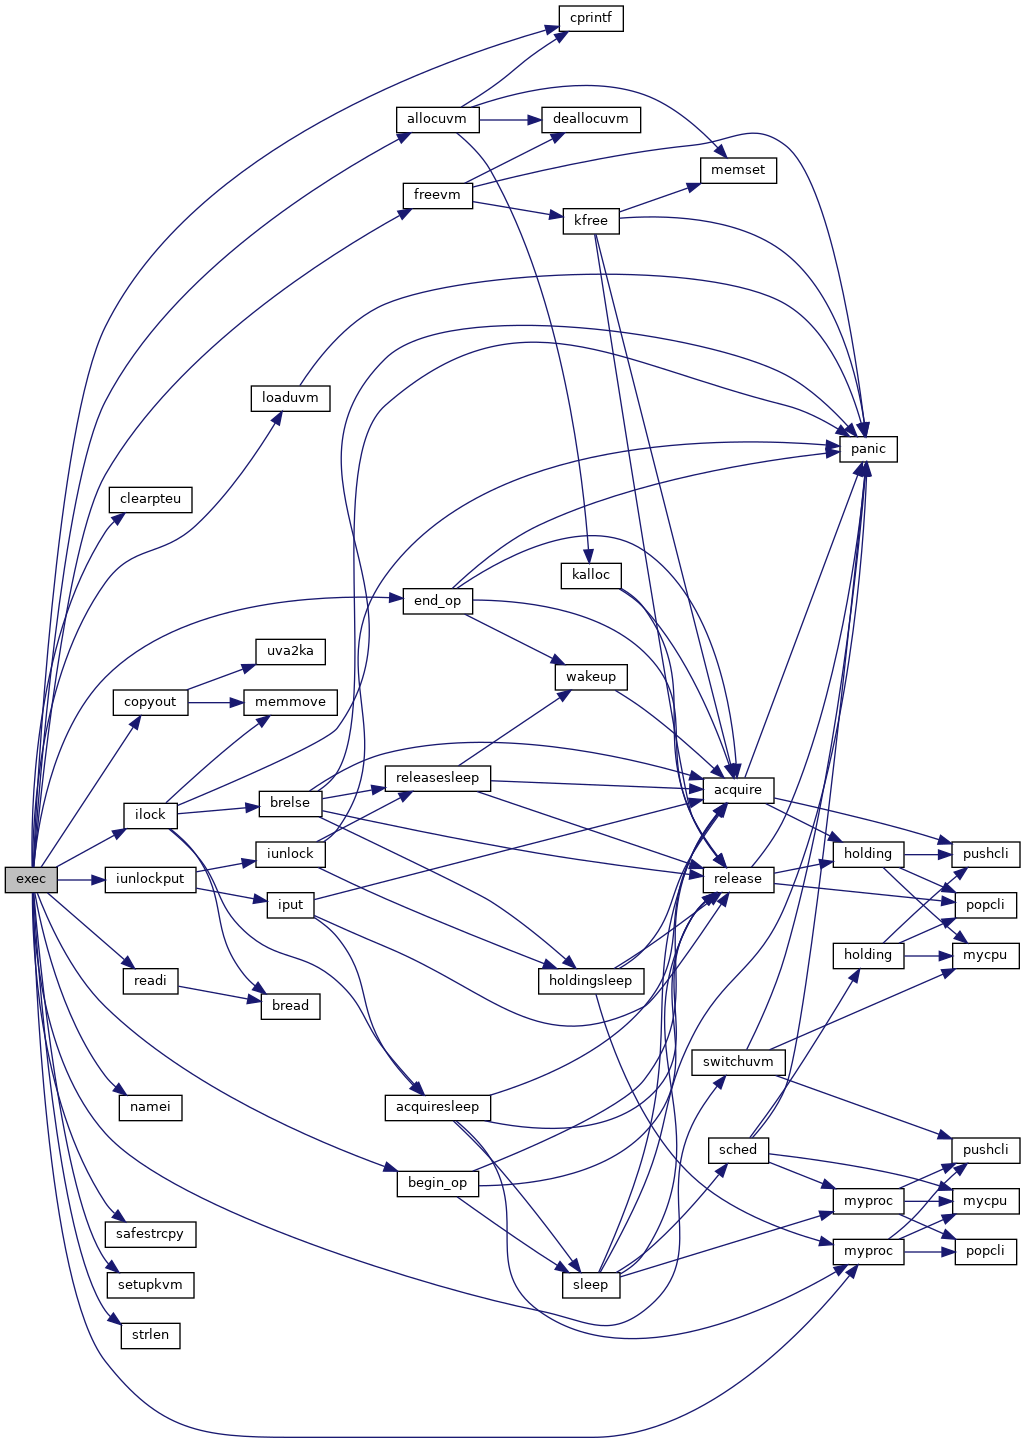 cprintf
allocuvm
deallocuvm
memset
freevm
kfree
loaduvm
panic
clearpteu
kalloc
end_op
uva2ka
wakeup
copyout
memmove
releasesleep
acquire
brelse
ilock
iunlock
holding
pushcli
exec
iunlockput
release
iput
popcli
holding
mycpu
readi
holdingsleep
bread
switchuvm
acquiresleep
namei
sched
pushcli
begin_op
myproc
mycpu
safestrcpy
myproc
popcli
setupkvm
sleep
strlen